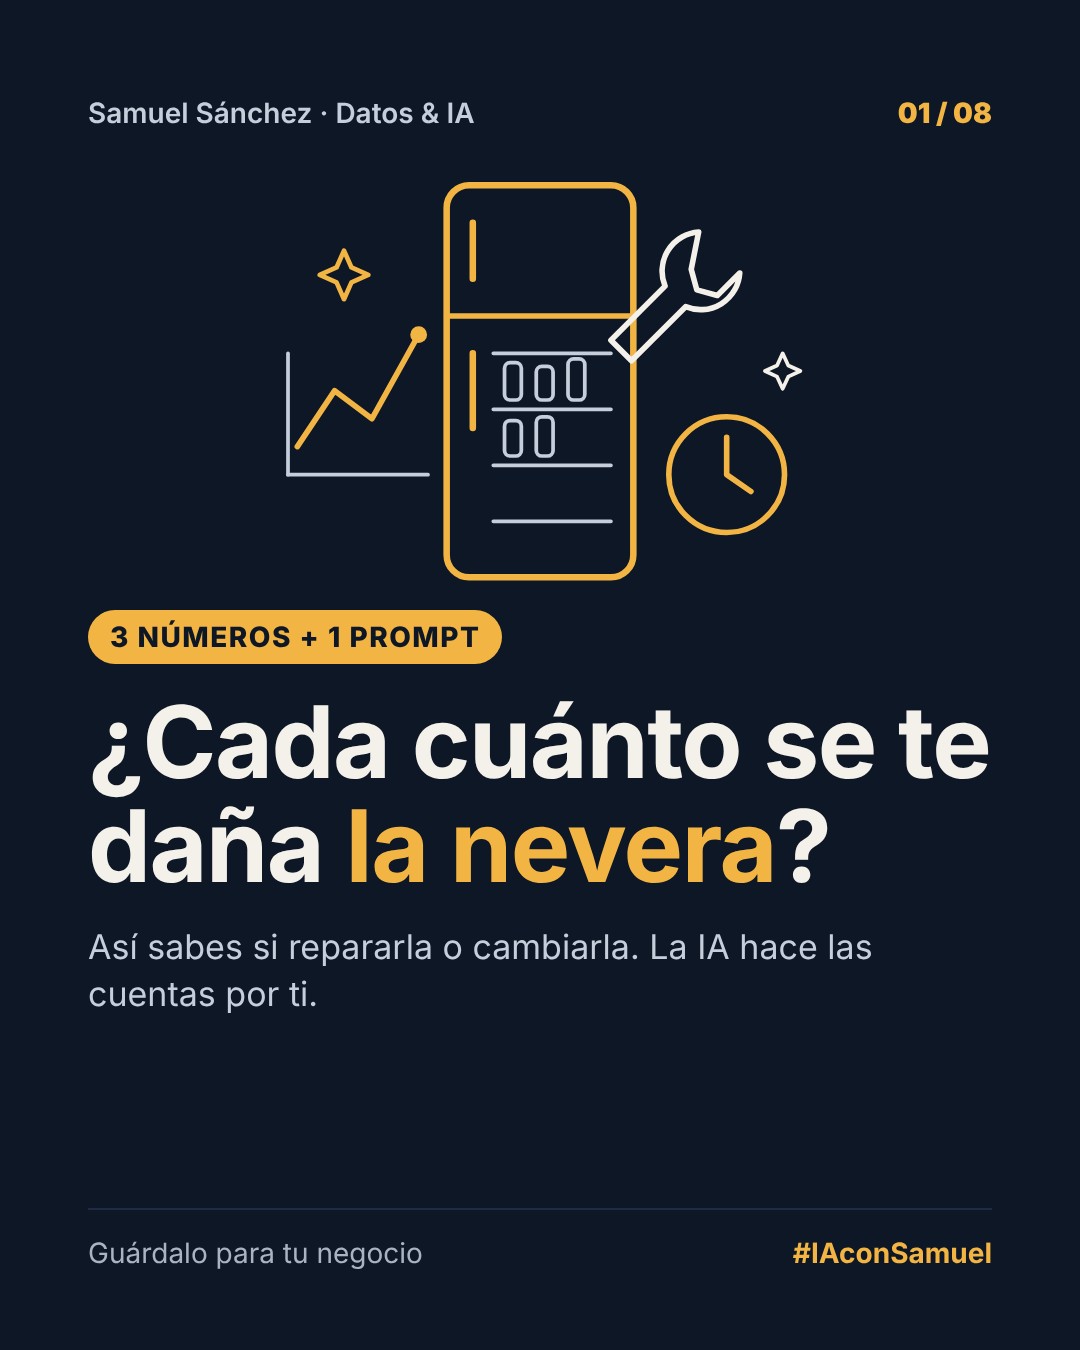 Samuel Sánchez · Datos & IA
01 / 08
3 NÚMEROS + 1 PROMPT
¿Cada cuánto se te
daña la nevera?
Así sabes si repararla o cambiarla. La IA hace las
cuentas por ti.
Guárdalo para tu negocio
#IAconSamuel